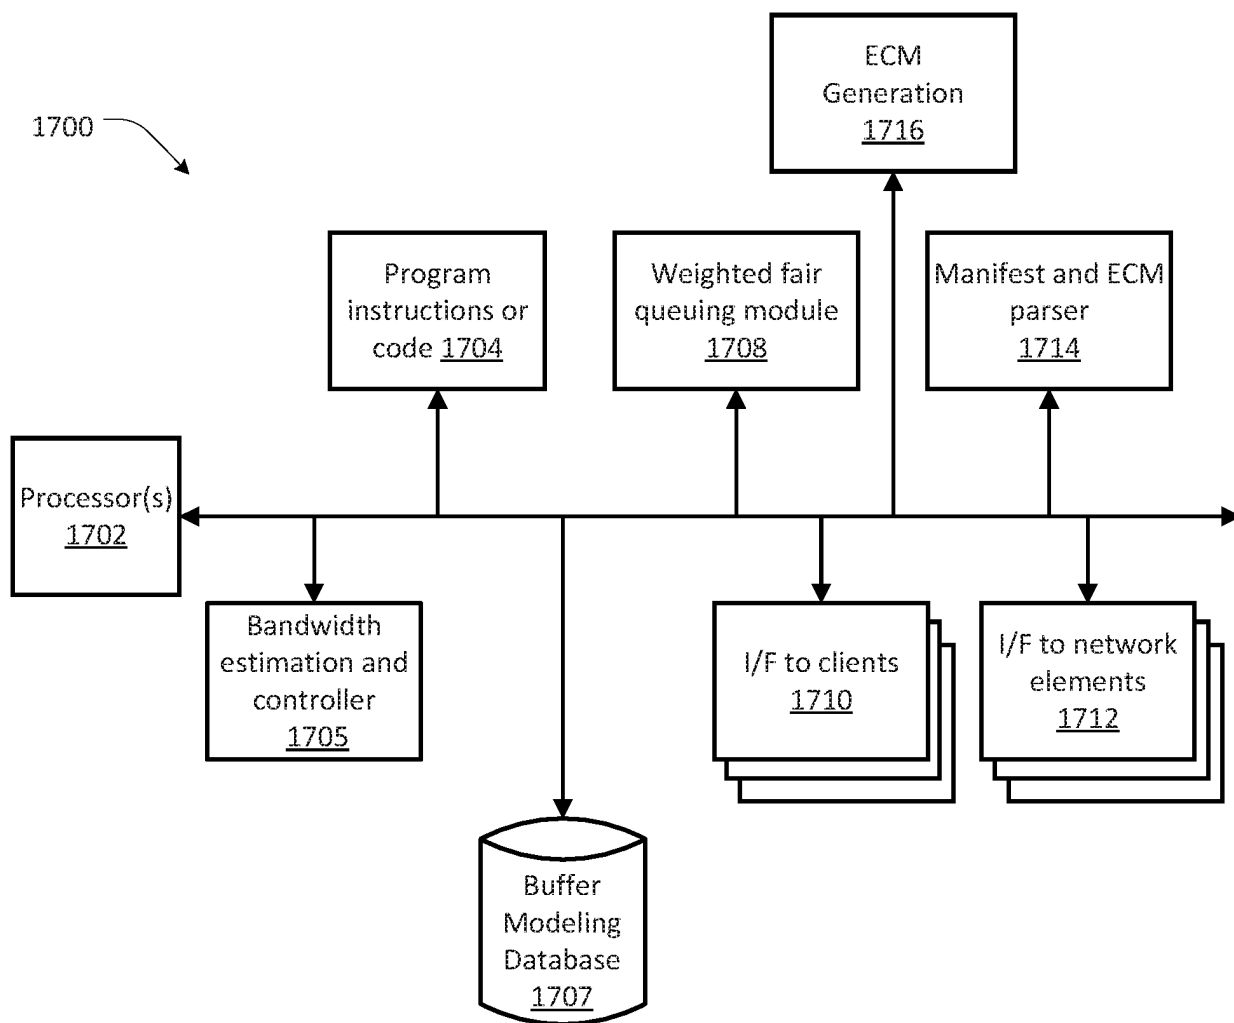 ECM
Generation
1716
1700
Program
instructions or
code 1704
Weighted fair
queuing module
1708
Manifest and ECM
parser
1714
Processor(s)
1702
Bandwidth
estimation and
controller
1705
I/F to clients
1710
I/F to network
elements
1712
Buffer
Modeling
Database
1707